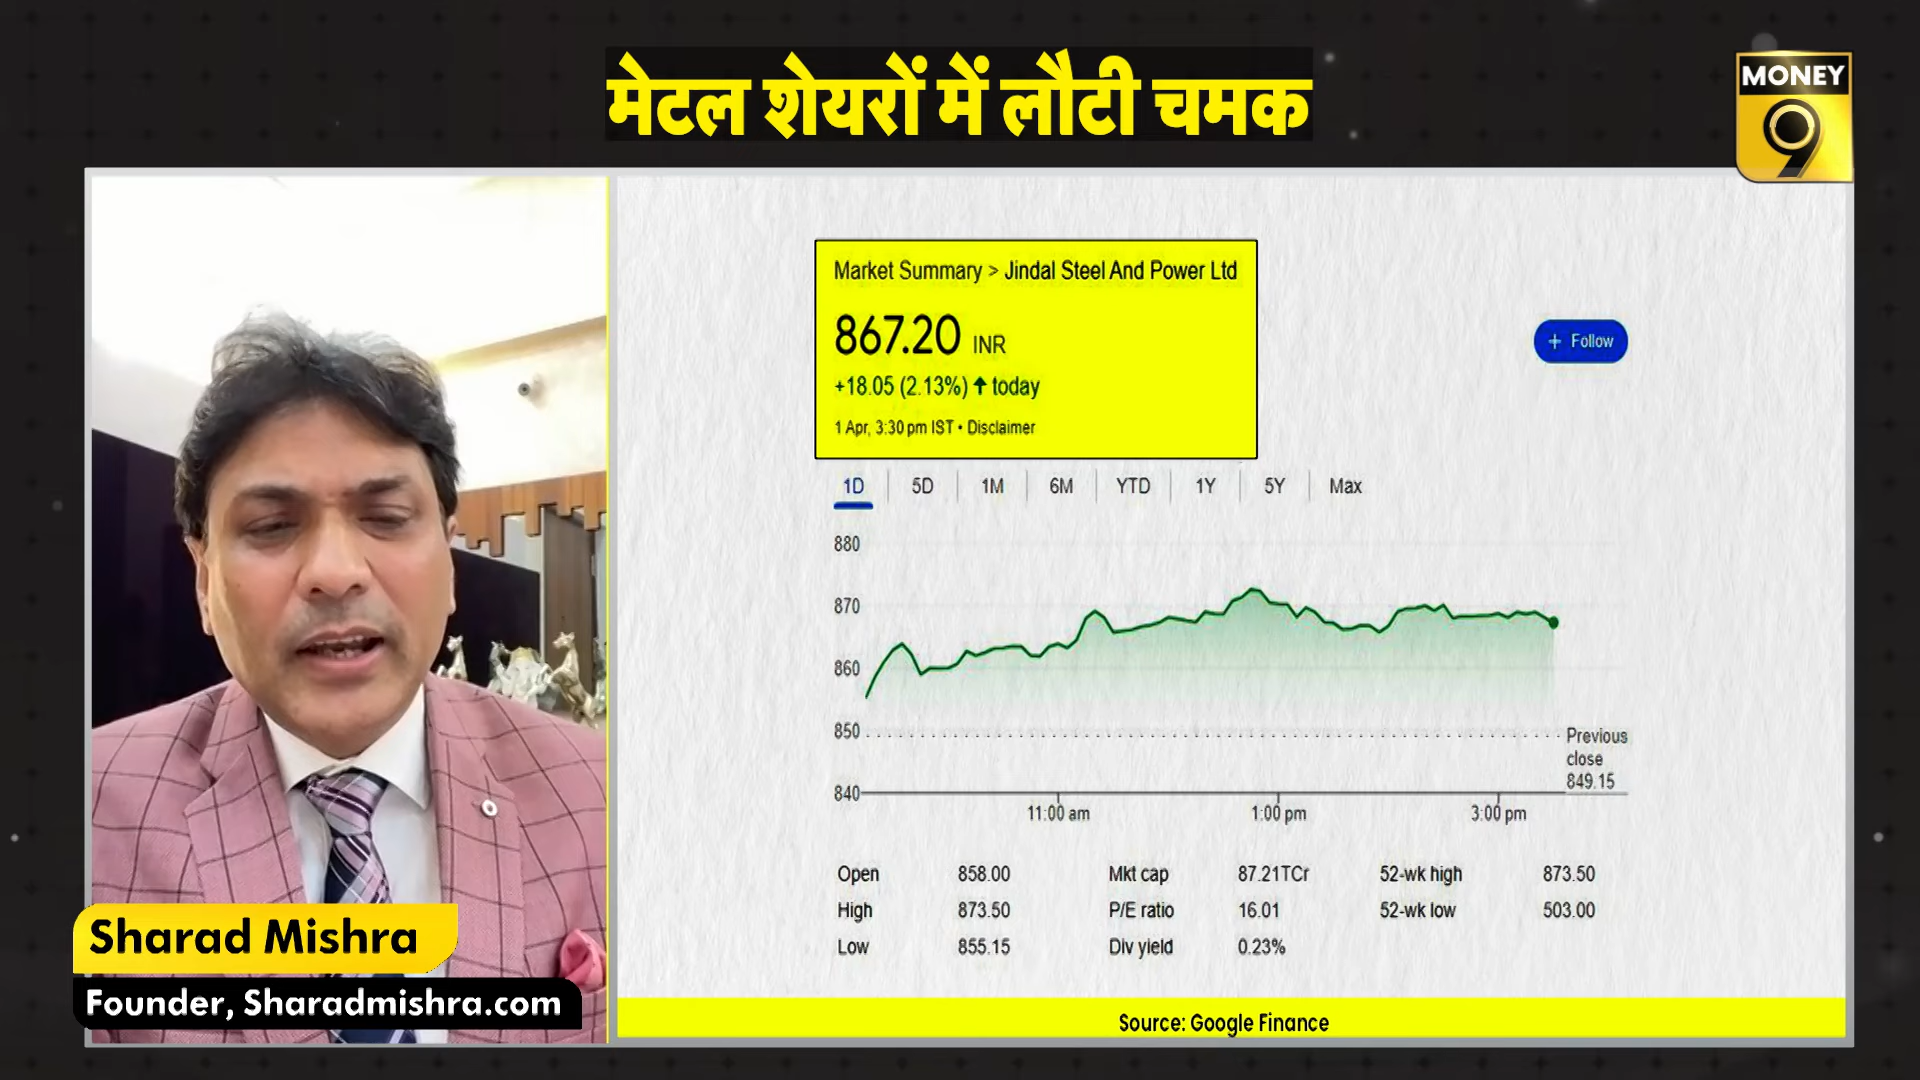 मेटल शेयरों में लौटी चमक
MONEY
9
Market Summary > Jindal Steel And Power Ltd
867.20 INR
+18.05 (2.13%) ↑ today
1 Apr, 3:30 pm IST • Disclaimer
+ Follow
1D 5D 1M 6M YTD 1Y 5Y Max
880
870
860
850
840
Previous
close
849.15
11:00 am 1:00 pm 3:00 pm
Open 858.00 Mkt cap 87.21TCr 52-wk high 873.50
High 873.50 P/E ratio 16.01 52-wk low 503.00
Low 855.15 Div yield 0.23%
Sharad Mishra
Founder, Sharadmishra.com
Source: Google Finance